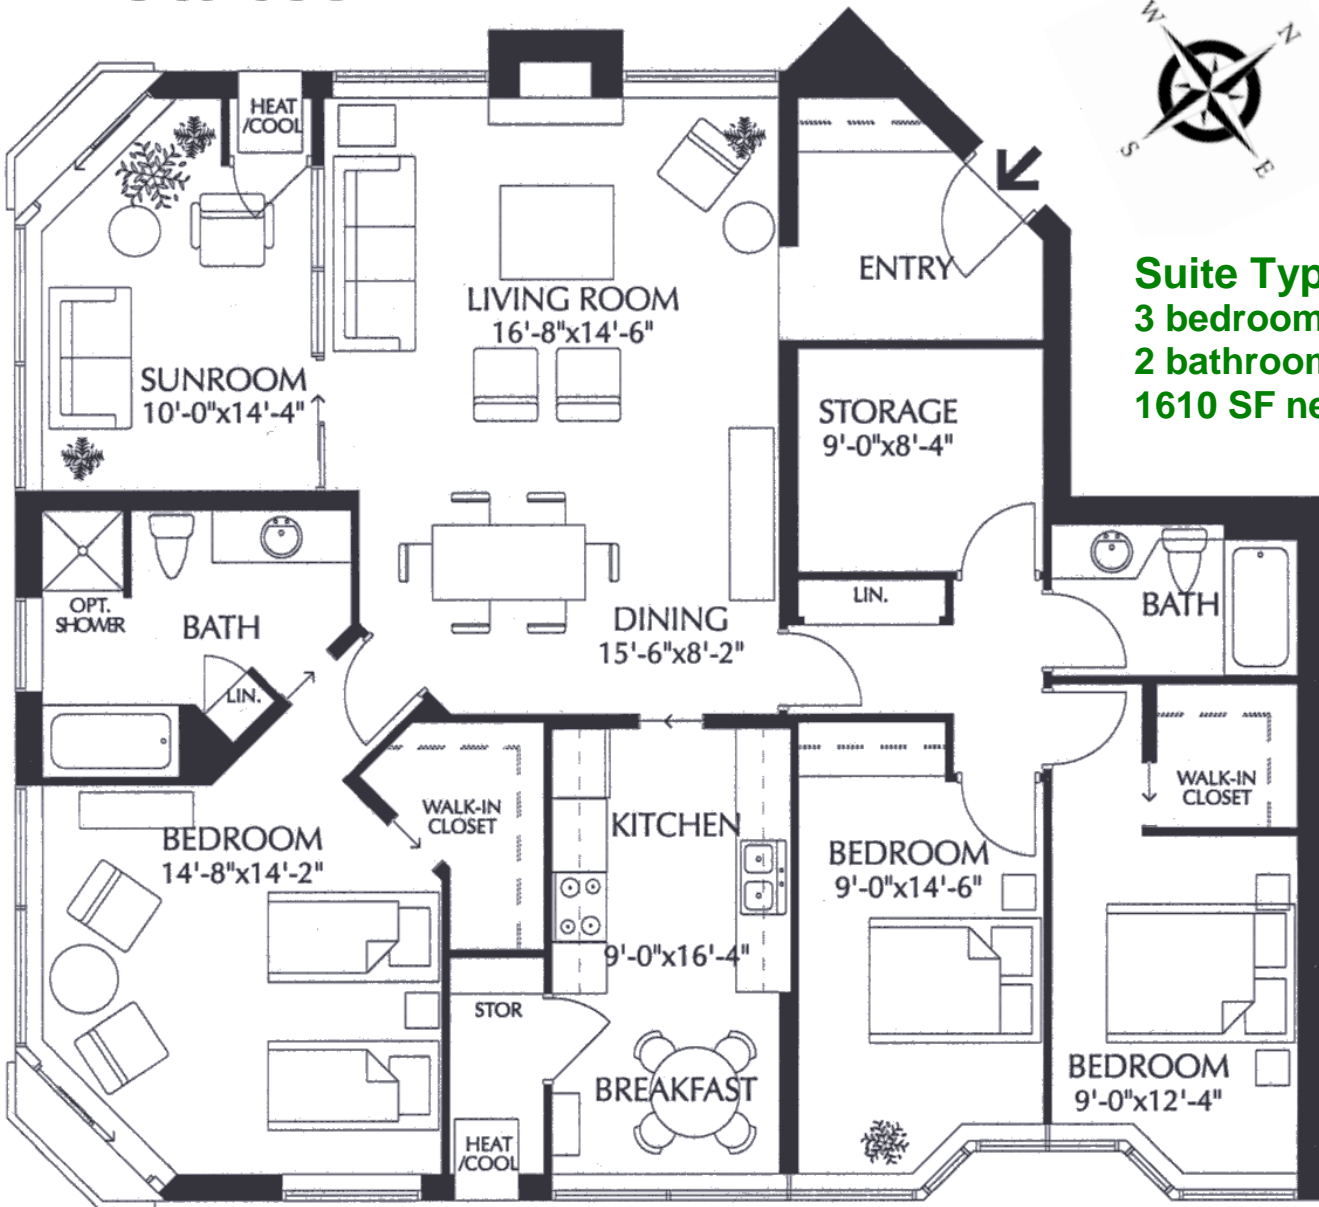 W
N
S
E
HEAT
/COOL
LIVING ROOM
16'-8"x14'-6"
ENTRY
Suite Typ
3 bedroom
2 bathroom
1610 SF ne
SUNROOM
10'-0"x14'-4"
STORAGE
9'-0"x8'-4"
OPT.
SHOWER
BATH
LIN.
DINING
15'-6"x8'-2"
LIN.
BATH
WALK-IN
CLOSET
BEDROOM
14'-8"x14'-2"
WALK-IN
CLOSET
KITCHEN
9'-0"x16'-4"
BEDROOM
9'-0"x14'-6"
STOR
BREAKFAST
BEDROOM
9'-0"x12'-4"
HEAT
/COOL